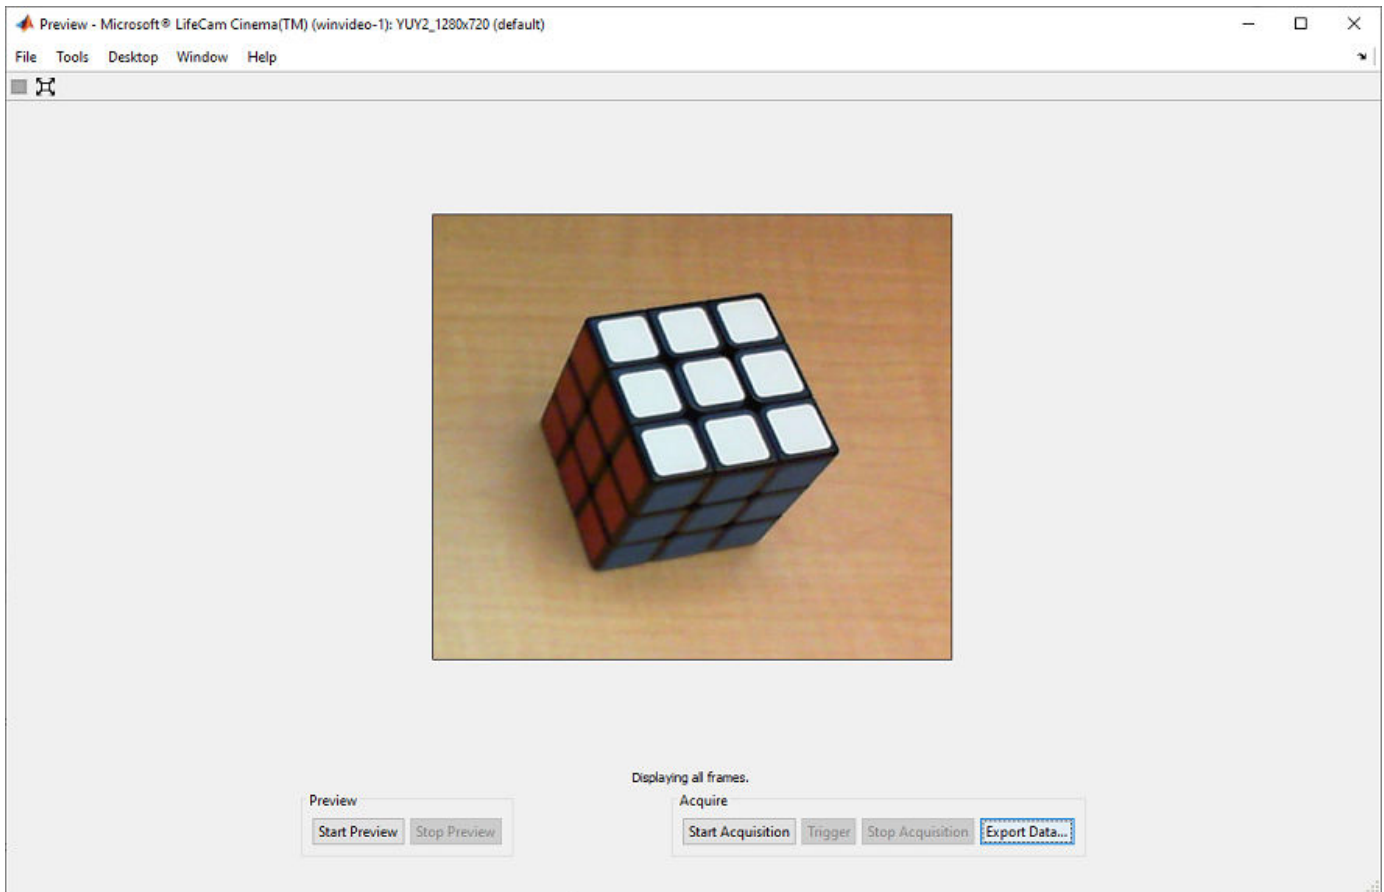 Preview - Microsoft® LifeCam Cinema(TM) (winvideo-1): YUY2_1280x720 (default)
File Tools Desktop Window Help
Displaying all frames.
Preview
Start Preview Stop Preview
Acquire
Start Acquisition Trigger Stop Acquisition Export Data...